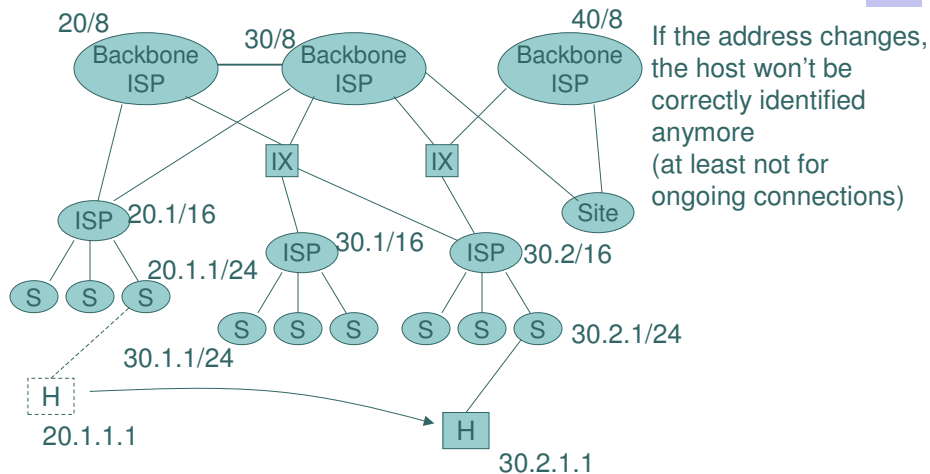 20/8
30/8
40/8
Backbone
ISP
Backbone
ISP
Backbone
ISP
If the address changes,
the host won't be
correctly identified
anymore
(at least not for
ongoing connections)
IX
IX
ISP
20.1/16
Site
ISP
30.1/16
ISP
30.2/16
20.1.1/24
S
S
S
S
S
S
S
S
S
30.1.1/24
30.2.1/24
H
20.1.1.1
H
30.2.1.1